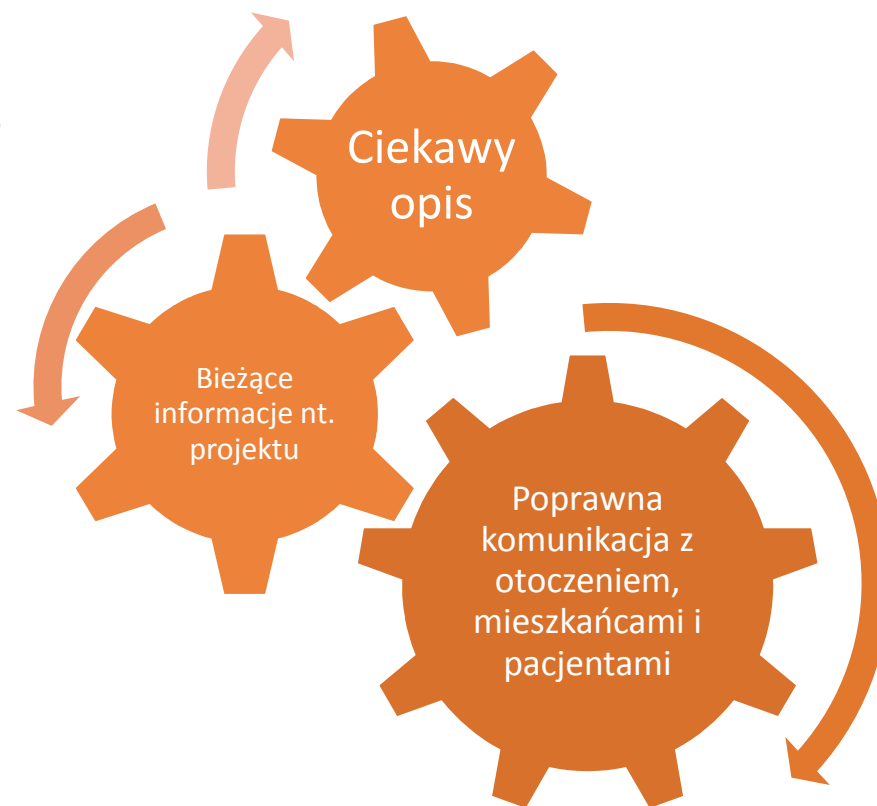 Ciekawy
opis
Bieżące
informacje nt.
projektu
Poprawna
komunikacja z
otoczeniem,
mieszkańcami i
pacjentami